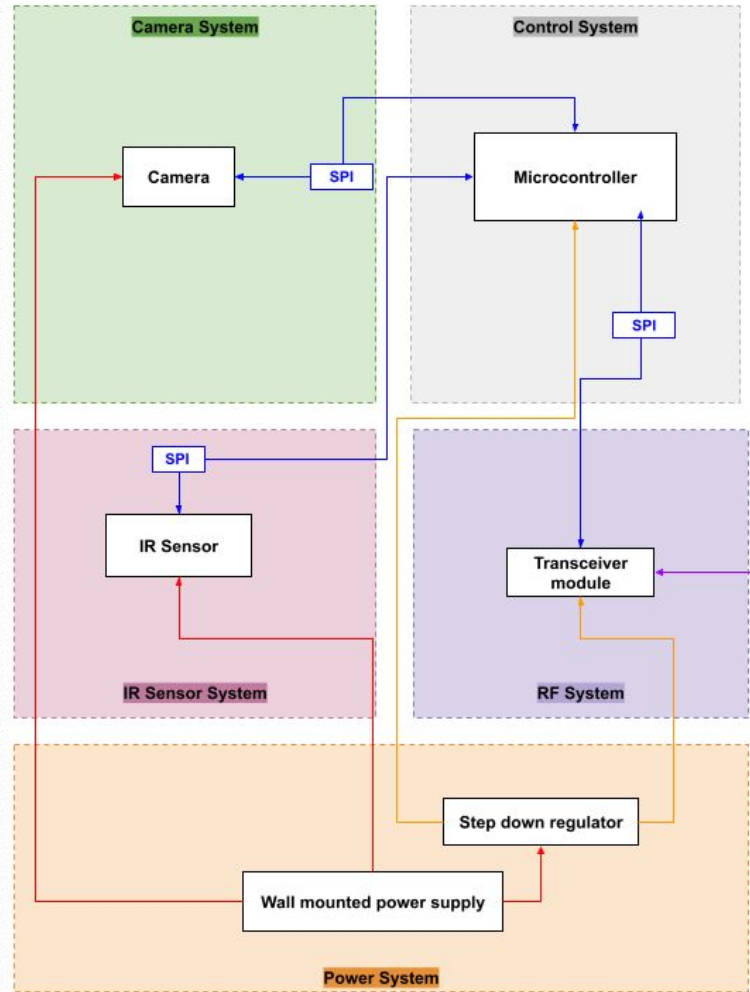 Camera System
Control System
Camera
SPI
Microcontroller
SPI
SPI
IR Sensor
Transceiver
module
IR Sensor System
RF System
Step down regulator
Wall mounted power supply
Power System